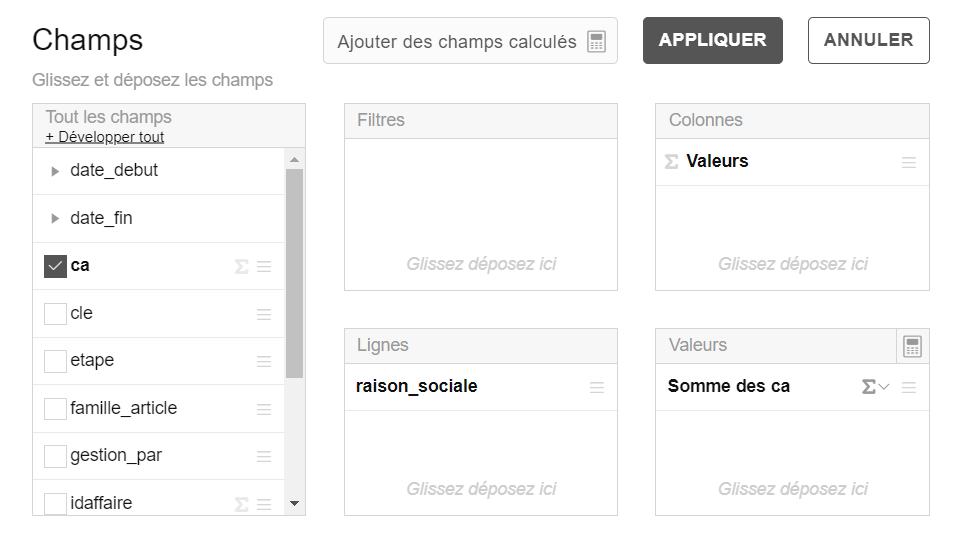 Champs
Ajouter des champs calculés
APPLIQUER
ANNULER
Glissez et déposez les champs
Tout les champs
+ Développer tout
date_debut
date_fin
ca
cle
etape
famille_article
gestion_par
idaffaire
Filtres
Glissez déposez ici
Colonnes
Σ Valeurs
Glissez déposez ici
Lignes
raison_sociale
Glissez déposez ici
Valeurs
Somme des ca Σ
Glissez déposez ici